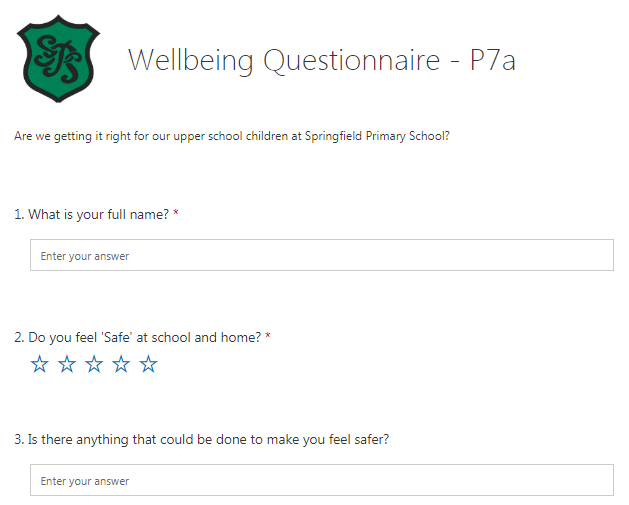 SPS
Wellbeing Questionnaire - P7a
Are we getting it right for our upper school children at Springfield Primary School?
1. What is your full name? *
Enter your answer
2. Do you feel 'Safe' at school and home? *
3. Is there anything that could be done to make you feel safer?
Enter your answer